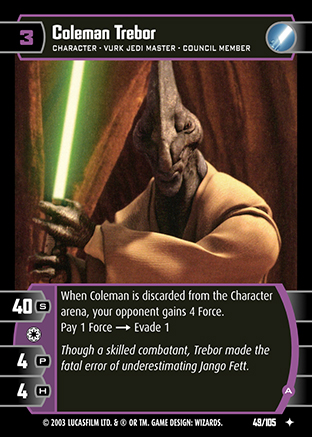 3
Coleman Trebor
CHARACTER • VURK JEDI MASTER • COUNCIL MEMBER
40 S
When Coleman is discarded from the Character
arena, your opponent gains 4 Force.
Pay 1 Force → Evade 1
4 P
Though a skilled combatant, Trebor made the
fatal error of underestimating Jango Fett.
4 H
A
© 2003 LUCASFILM LTD. & ® OR TM. GAME DESIGN: WIZARDS.
49/105